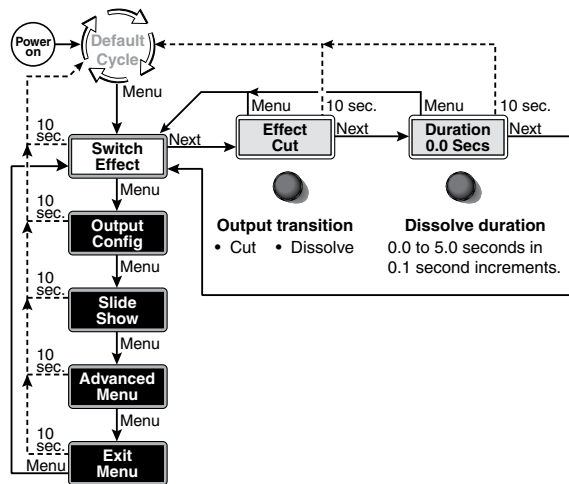 Power
on
Default
Cycle
Menu
10
sec.
Switch
Effect
Next
Menu
10 sec.
Effect
Cut
Next
Menu
10 sec.
Duration
0.0 Secs
Next
Menu
Output transition
• Cut • Dissolve
Dissolve duration
0.0 to 5.0 seconds in
0.1 second increments.
10
sec.
Output
Config
Menu
10
sec.
Slide
Show
Menu
10
sec.
Advanced
Menu
Menu
10
sec.
Menu
Exit
Menu